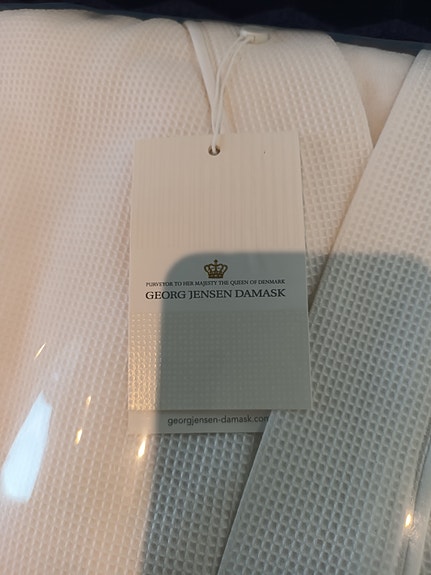 PURVEYOR TO HER MAJESTY THE QUEEN OF DENMARK
GEORG JENSEN DAMASK
georgjensen-damask.com